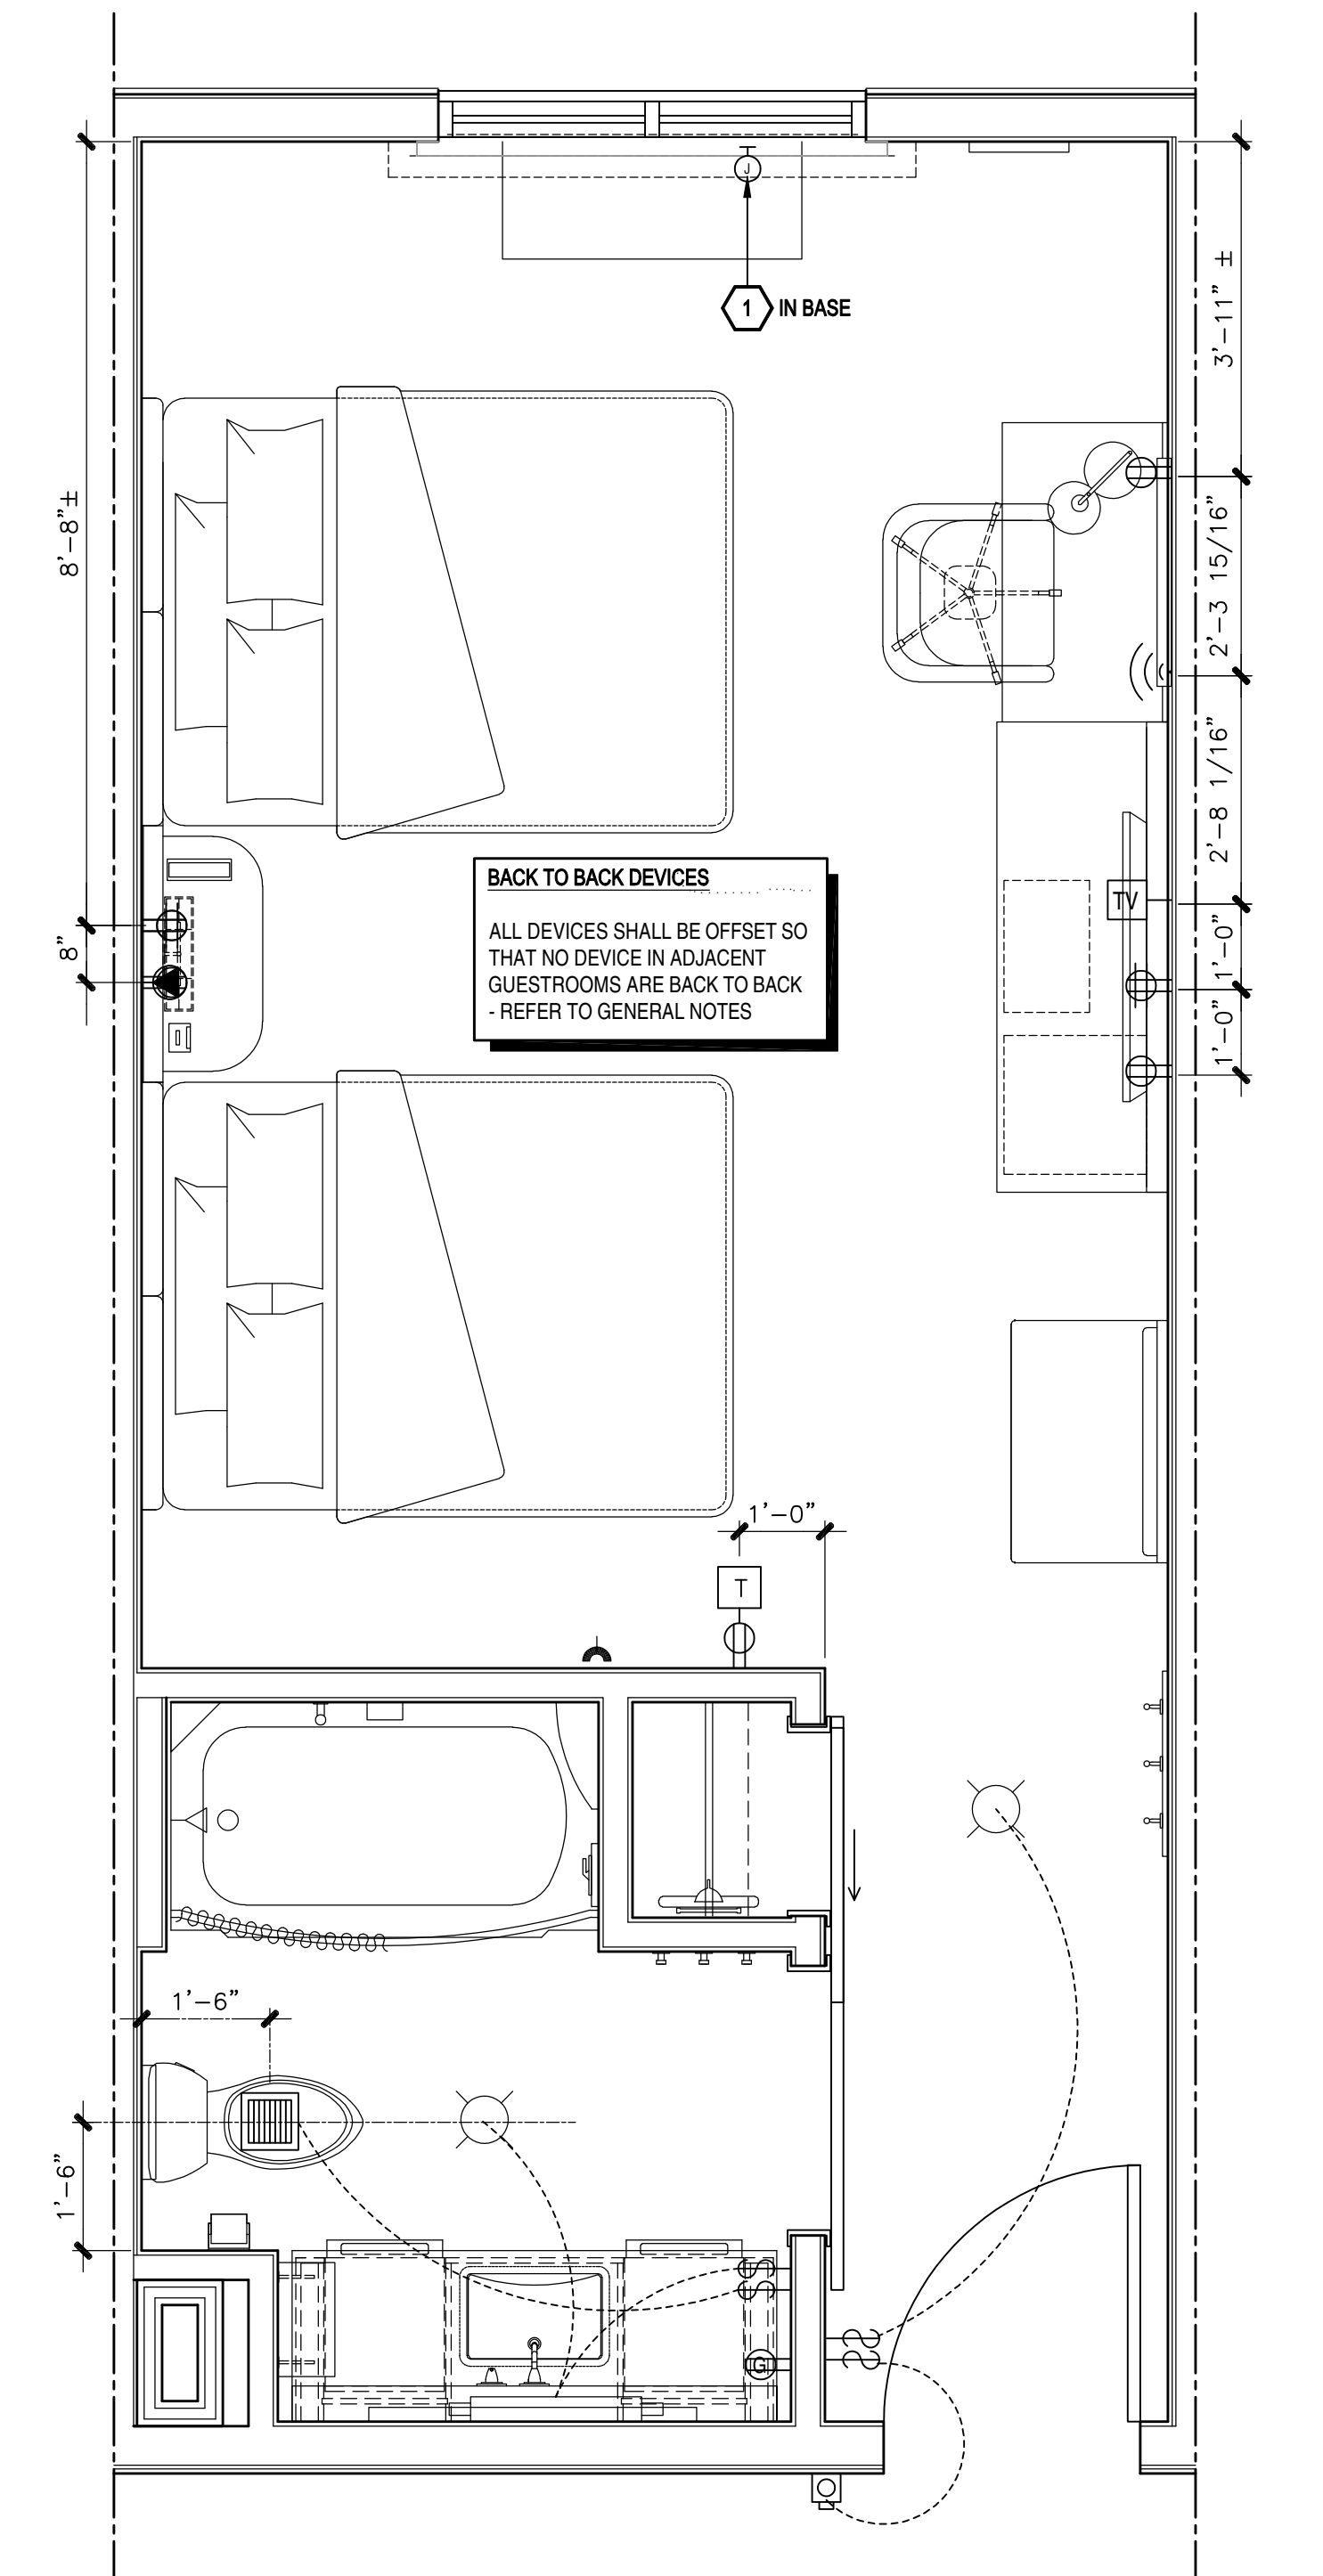 J
1 IN BASE
3'-11" ±
8'-8"±
2'-3 15/16"
2'-8 1/16"
BACK TO BACK DEVICES
ALL DEVICES SHALL BE OFFSET SO
THAT NO DEVICE IN ADJACENT
GUESTROOMS ARE BACK TO BACK
- REFER TO GENERAL NOTES
TV
8"
1'-0"
1'-0"
1'-0"
T
1'-6"
1'-6"
G